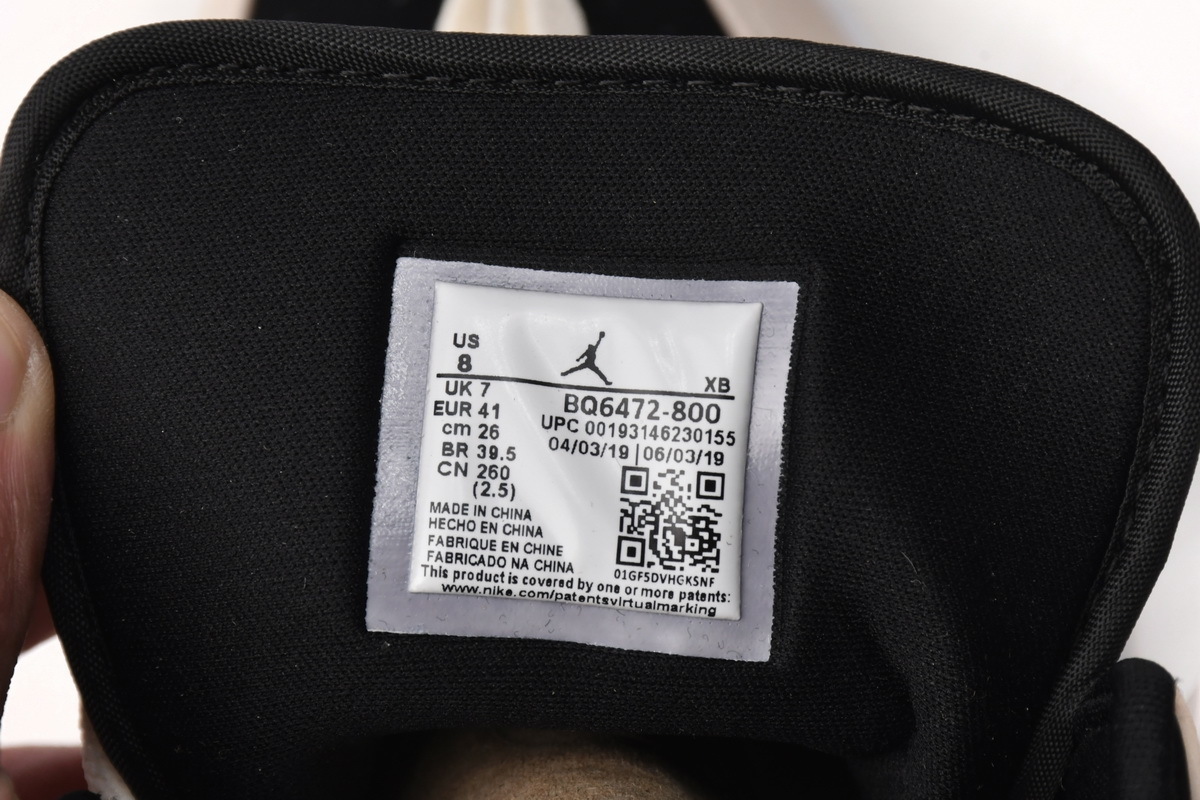 US
8
XB
UK 7
BQ6472-800
EUR 41
UPC 00193146230155
cm 26
04/03/19 | 06/03/19
BR 39.5
CN 260
(2.5)
MADE IN CHINA
HECHO EN CHINA
FABRIQUE EN CHINE
FABRICADO NA CHINA
01GF5DVHGKSNF
This product is covered by one or more patents:
www.nike.com/patentsvirtualmarking